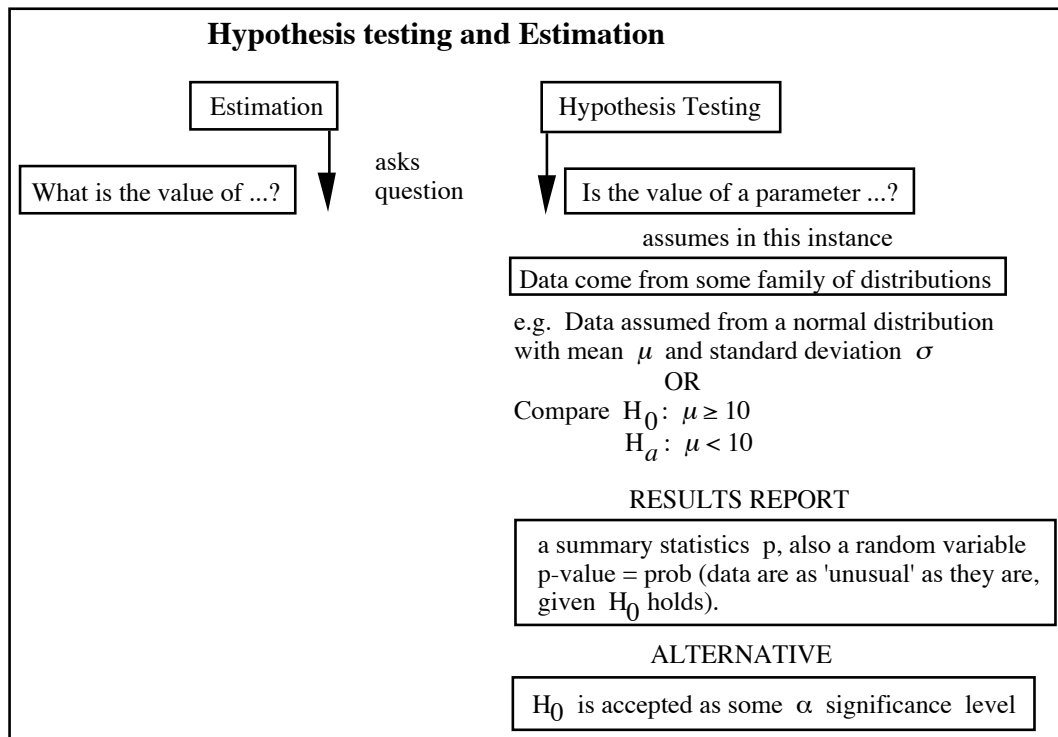 Hypothesis testing and Estimation
Estimation
Hypothesis Testing
asks
question
What is the value of ...?
Is the value of a parameter ...?
assumes in this instance
Data come from some family of distributions
e.g. Data assumed from a normal distribution
with mean μ and standard deviation σ
OR
Compare H0 : μ ≥ 10
Ha : μ < 10
RESULTS REPORT
a summary statistics p, also a random variable
p-value = prob (data are as 'unusual' as they are,
given H0 holds).
ALTERNATIVE
H0 is accepted as some α significance level